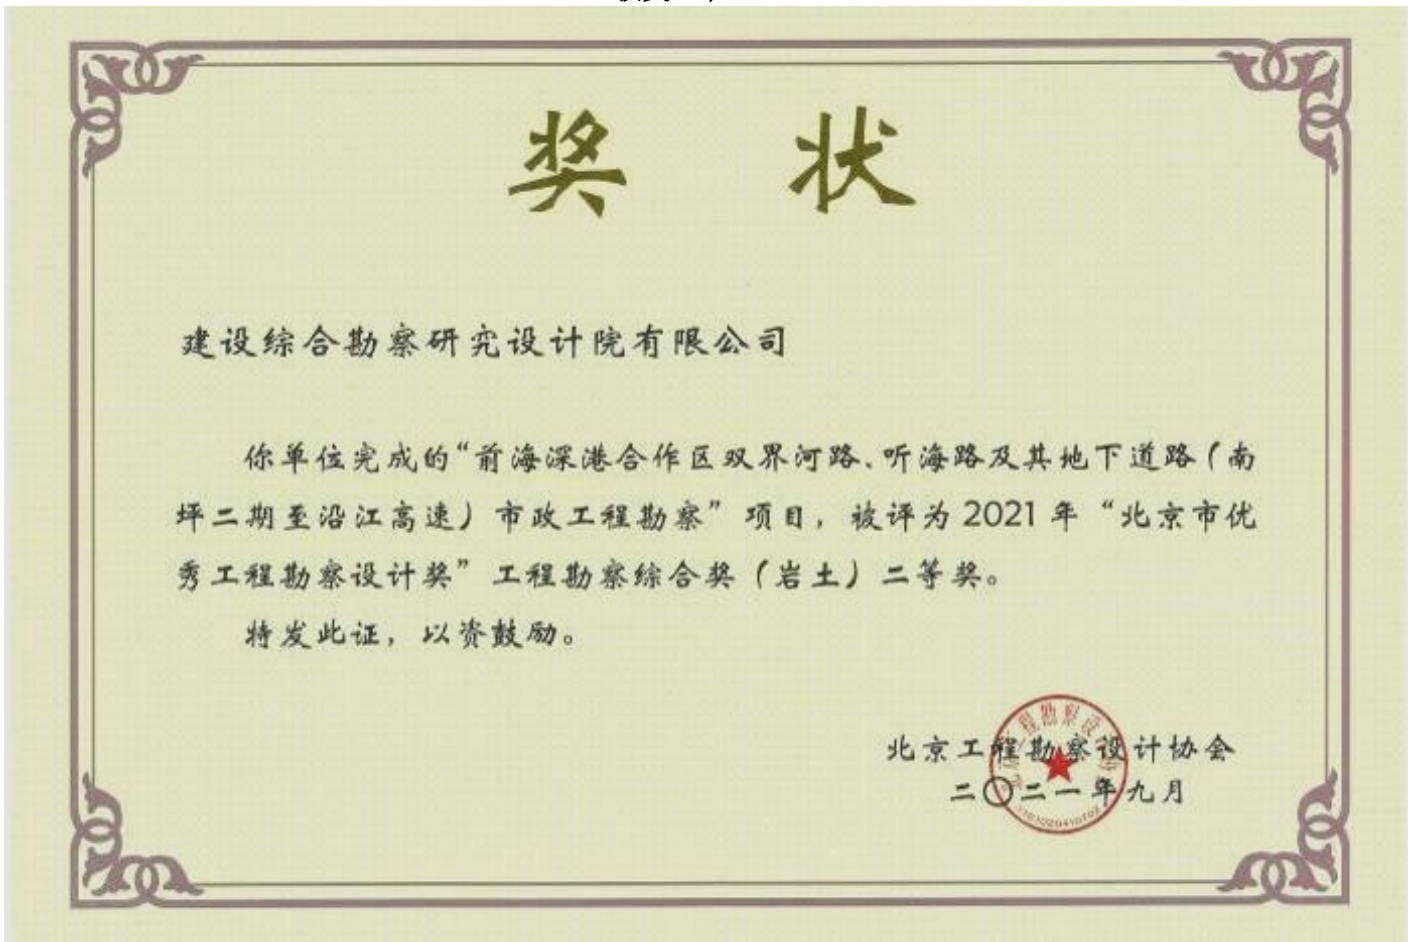 奖状
建设综合勘察研究设计院有限公司
你单位完成的“前海深港合作区双界河路、听海路及其地下道路(南
坪二期至沿江高速)市政工程勘察”项目，被评为2021年“北京市优
秀工程勘察设计奖”工程勘察综合奖(岩土)二等奖。
特发此证，以资鼓励。
北京工程勘察设计协会
二〇二一年九月